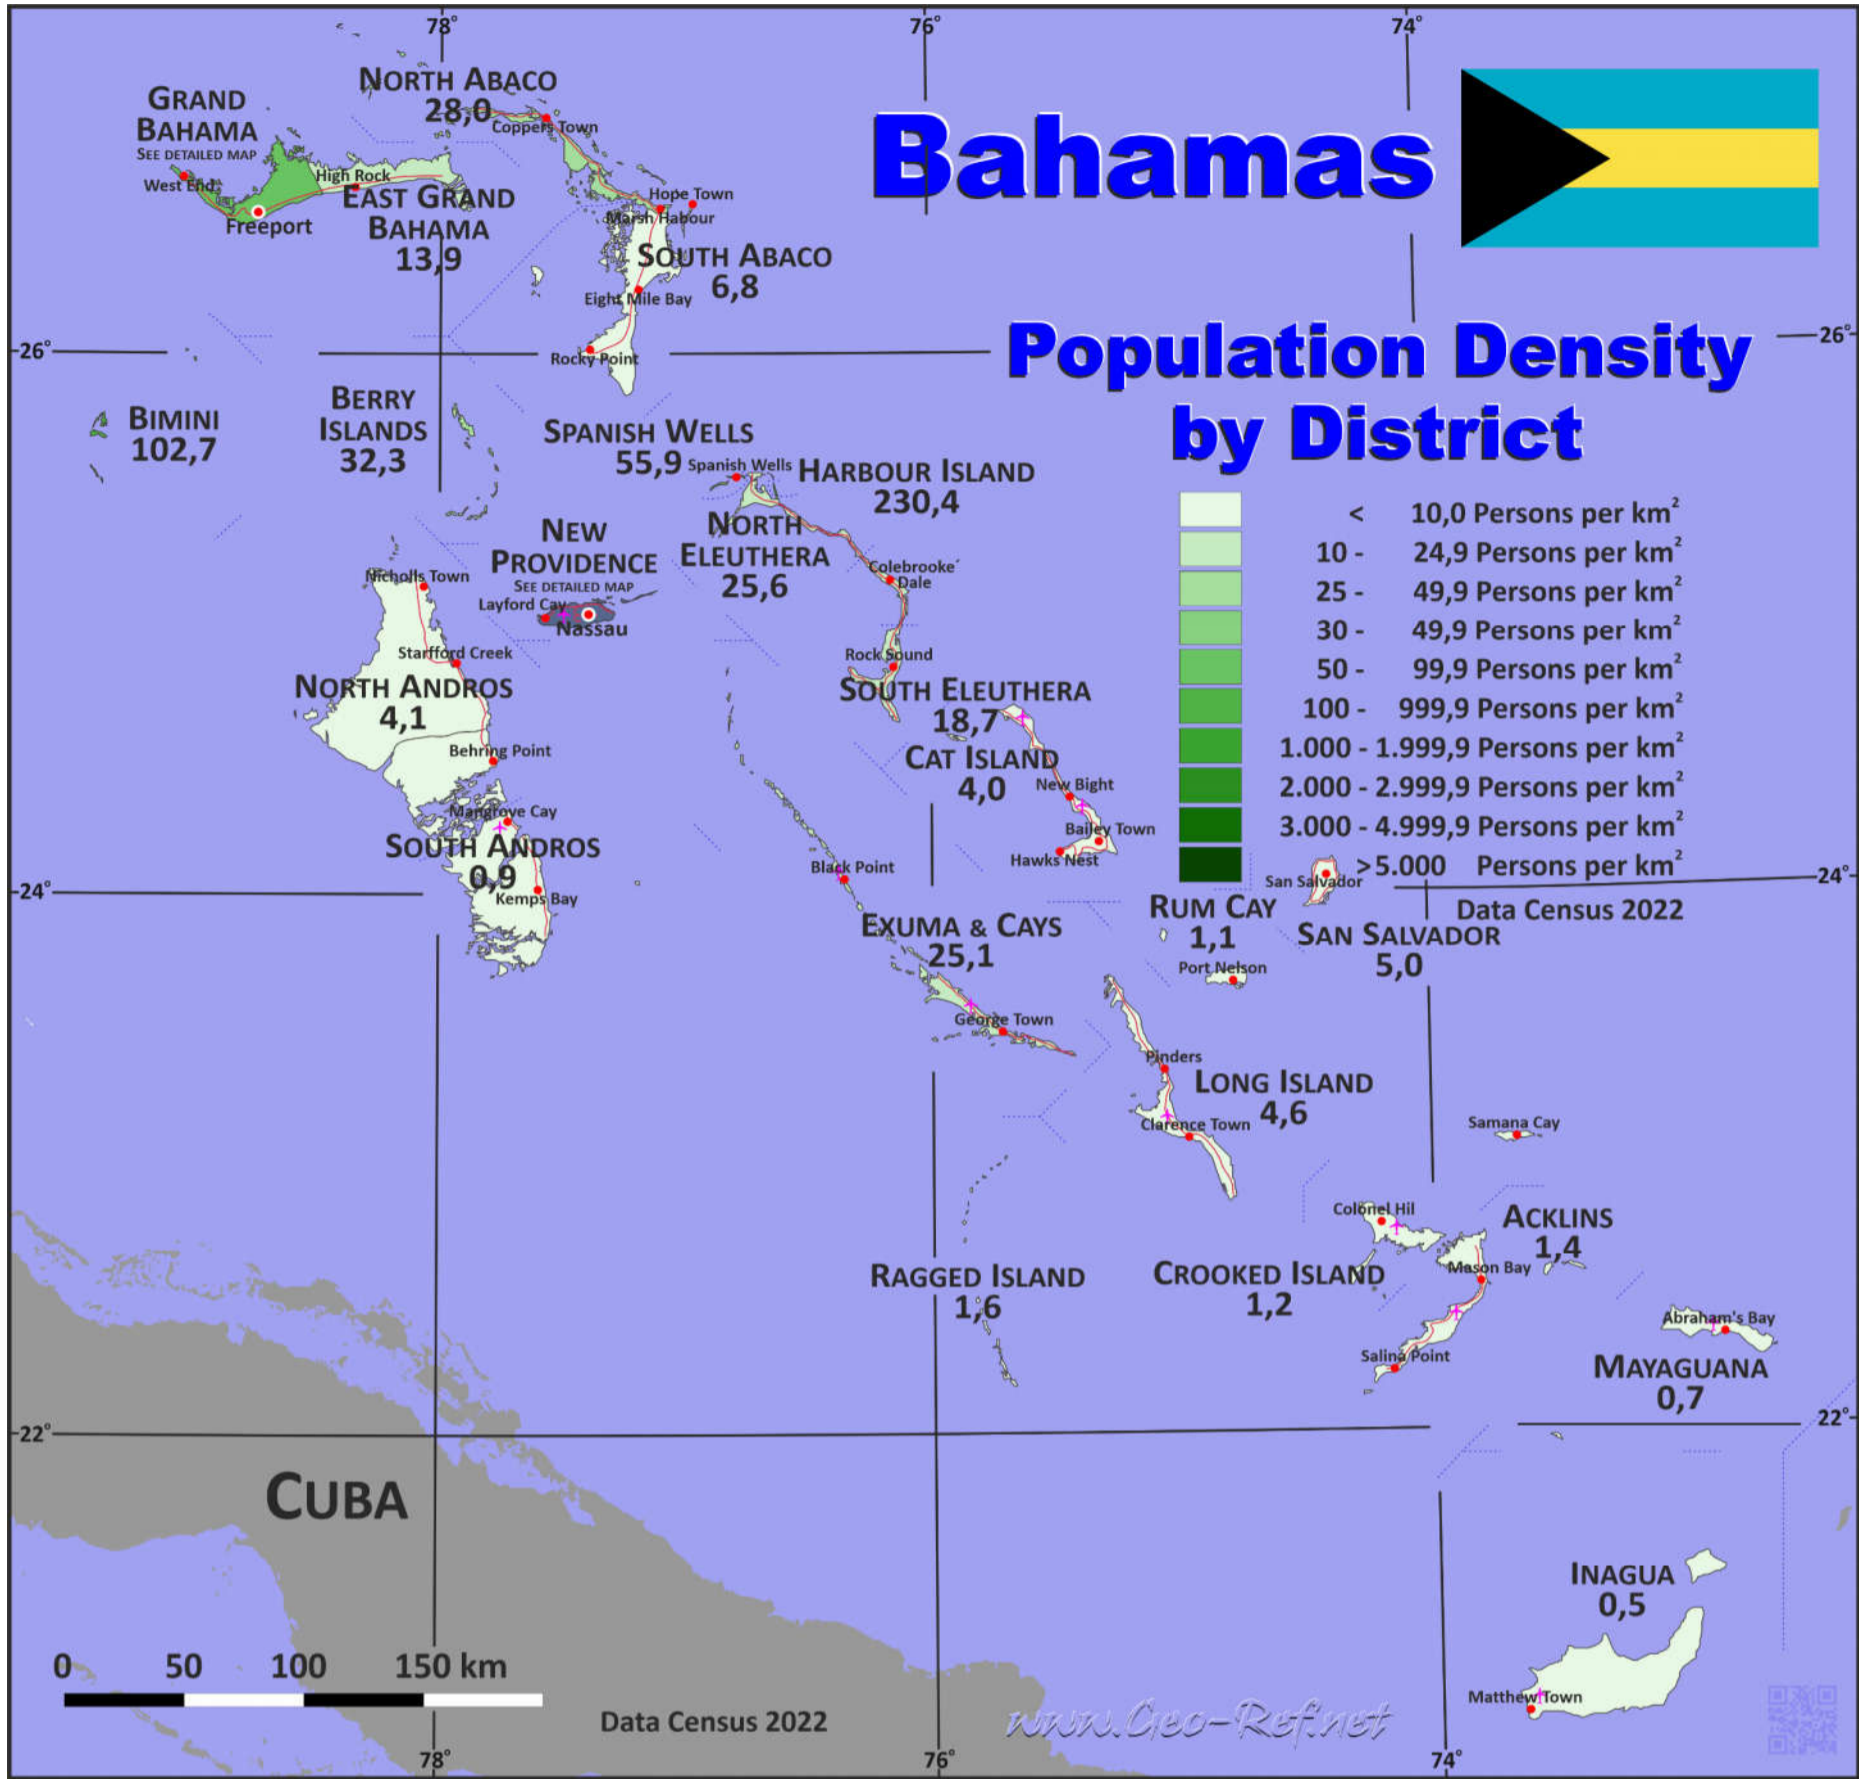 78°
76°
74°
Bahamas
NORTH ABACO
28,0
Coppers Town
GRAND
BAHAMA
SEE DETAILED MAP
West End
Freeport
High Rock
EAST GRAND
BAHAMA
13,9
Hope Town
Marsh Habour
SOUTH ABACO
6,8
Eight Mile Bay
Rocky Point
26°
26°
Population Density
by District
BIMINI
102,7
BERRY
ISLANDS
32,3
SPANISH WELLS
55,9
Spanish Wells
HARBOUR ISLAND
230,4
NORTH
ELEUTHERA
25,6
NEW
PROVIDENCE
SEE DETAILED MAP
Layford Cay
Nassau
Colebrooke´
Dale
< 10,0 Persons per km²
10 - 24,9 Persons per km²
25 - 49,9 Persons per km²
30 - 49,9 Persons per km²
50 - 99,9 Persons per km²
100 - 999,9 Persons per km²
1.000 - 1.999,9 Persons per km²
2.000 - 2.999,9 Persons per km²
3.000 - 4.999,9 Persons per km²
>5.000 Persons per km²
Data Census 2022
Nicholls Town
Starfford Creek
NORTH ANDROS
4,1
Behring Point
Mangrove Cay
SOUTH ANDROS
0,9
Kemps Bay
Rock Sound
SOUTH ELEUTHERA
18,7
CAT ISLAND
4,0
New Bight
Bailey Town
Hawks Nest
Black Point
EXUMA & CAYS
25,1
George Town
San Salvador
SAN SALVADOR
5,0
RUM CAY
1,1
Port Nelson
24°
24°
Pinders
LONG ISLAND
4,6
Clarence Town
Samana Cay
Colonel Hil
ACKLINS
1,4
Mason Bay
CROOKED ISLAND
1,2
Salina Point
RAGGED ISLAND
1,6
Abraham's Bay
MAYAGUANA
0,7
22°
22°
CUBA
INAGUA
0,5
Matthew Town
0 50 100 150 km
Data Census 2022
www.Geo-Ref.net
78°
76°
74°